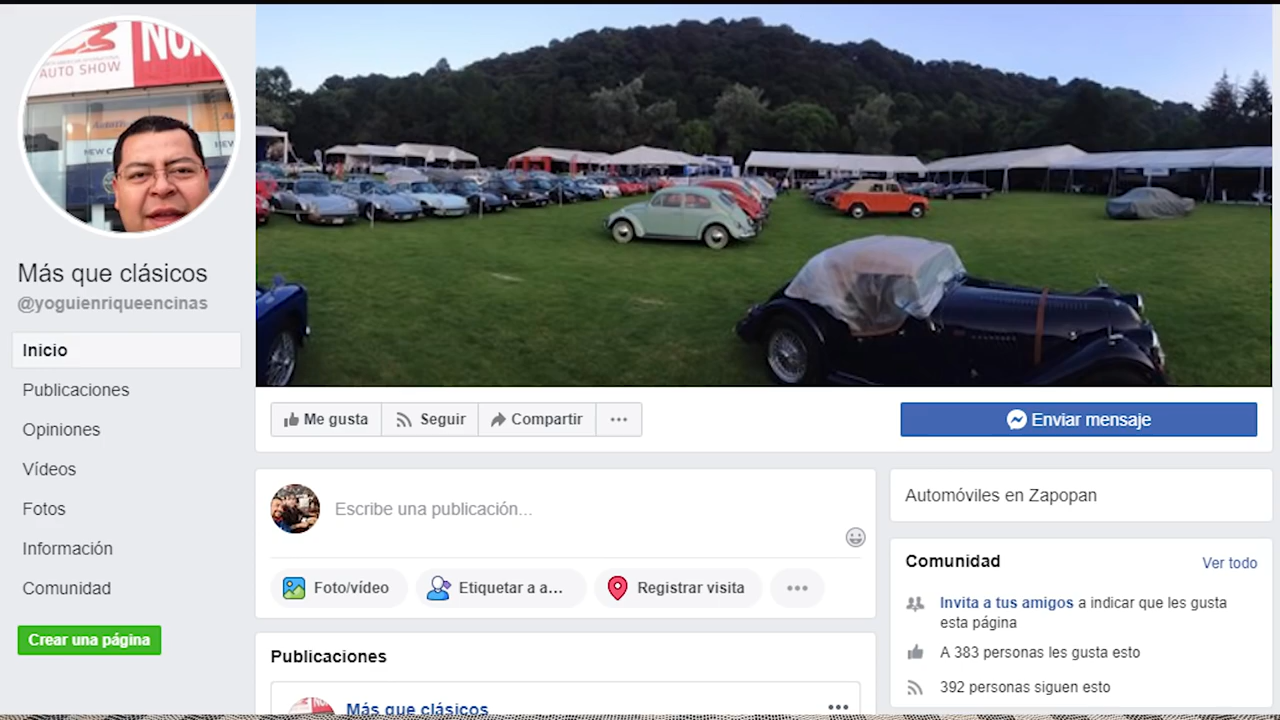 AUTO SHOW
NEW
Más que clásicos
@yoguienriqueencinas
Inicio
Publicaciones
Opiniones
Vídeos
Fotos
Información
Comunidad
Crear una página
Me gusta
Seguir
Compartir
Enviar mensaje
Escribe una publicación...
Foto/vídeo
Etiquetar a a...
Registrar visita
Publicaciones
Más que clásicos
Automóviles en Zapopan
Comunidad
Ver todo
Invita a tus amigos a indicar que les gusta
esta página
A 383 personas les gusta esto
392 personas siguen esto